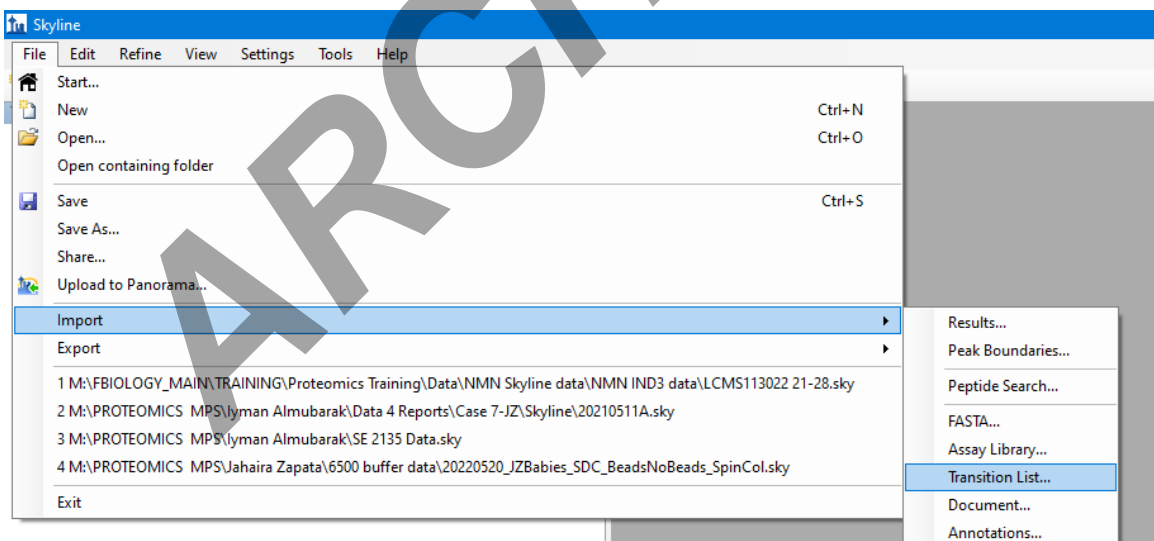 Skyline
File Edit Refine View Settings Tools Help
Start...
New Ctrl+N
Open... Ctrl+O
Open containing folder
Save Ctrl+S
Save As...
Share...
Upload to Panorama...
Import
Export
1 M:\FBIOLOGY_MAIN\TRAINING\Proteomics Training\Data\NMN Skyline data\NMN IND3 data\LCMS113022 21-28.sky
2 M:\PROTEOMICS MPS\Iyman Almubarak\Data 4 Reports\Case 7-JZ\Skyline\20210511A.sky
3 M:\PROTEOMICS MPS\Iyman Almubarak\SE 2135 Data.sky
4 M:\PROTEOMICS MPS\Jahaira Zapata\6500 buffer data\20220520_JZBabies_SDC_BeadsNoBeads_SpinCol.sky
Exit
Results...
Peak Boundaries...
Peptide Search...
FASTA...
Assay Library...
Transition List...
Document...
Annotations...
ARC